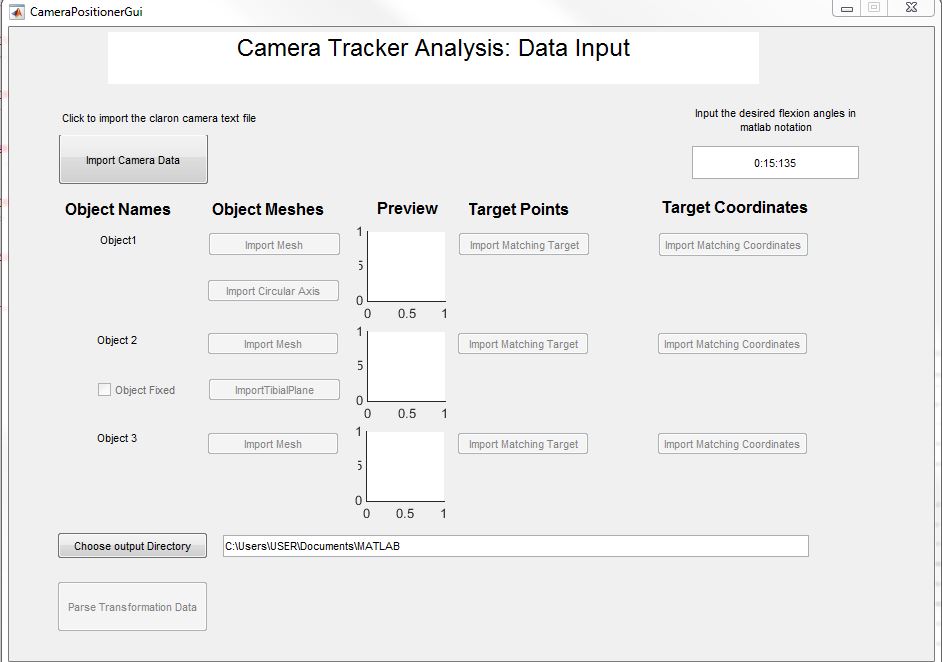 CameraPositionerGui
Camera Tracker Analysis: Data Input
Click to import the claron camera text file
Input the desired flexion angles in
matlab notation
Import Camera Data
0:15:135
Object Names Object Meshes Preview Target Points Target Coordinates
Object1 Import Mesh Import Matching Target Import Matching Coordinates
Import Circular Axis
1
5
0
0 0.5 1
Object 2 Import Mesh Import Matching Target Import Matching Coordinates
Object Fixed ImportTibialPlane
1
5
0
0 0.5 1
Object 3 Import Mesh Import Matching Target Import Matching Coordinates
1
5
0
0 0.5 1
Choose output Directory C:\Users\USER\Documents\MATLAB
Parse Transformation Data